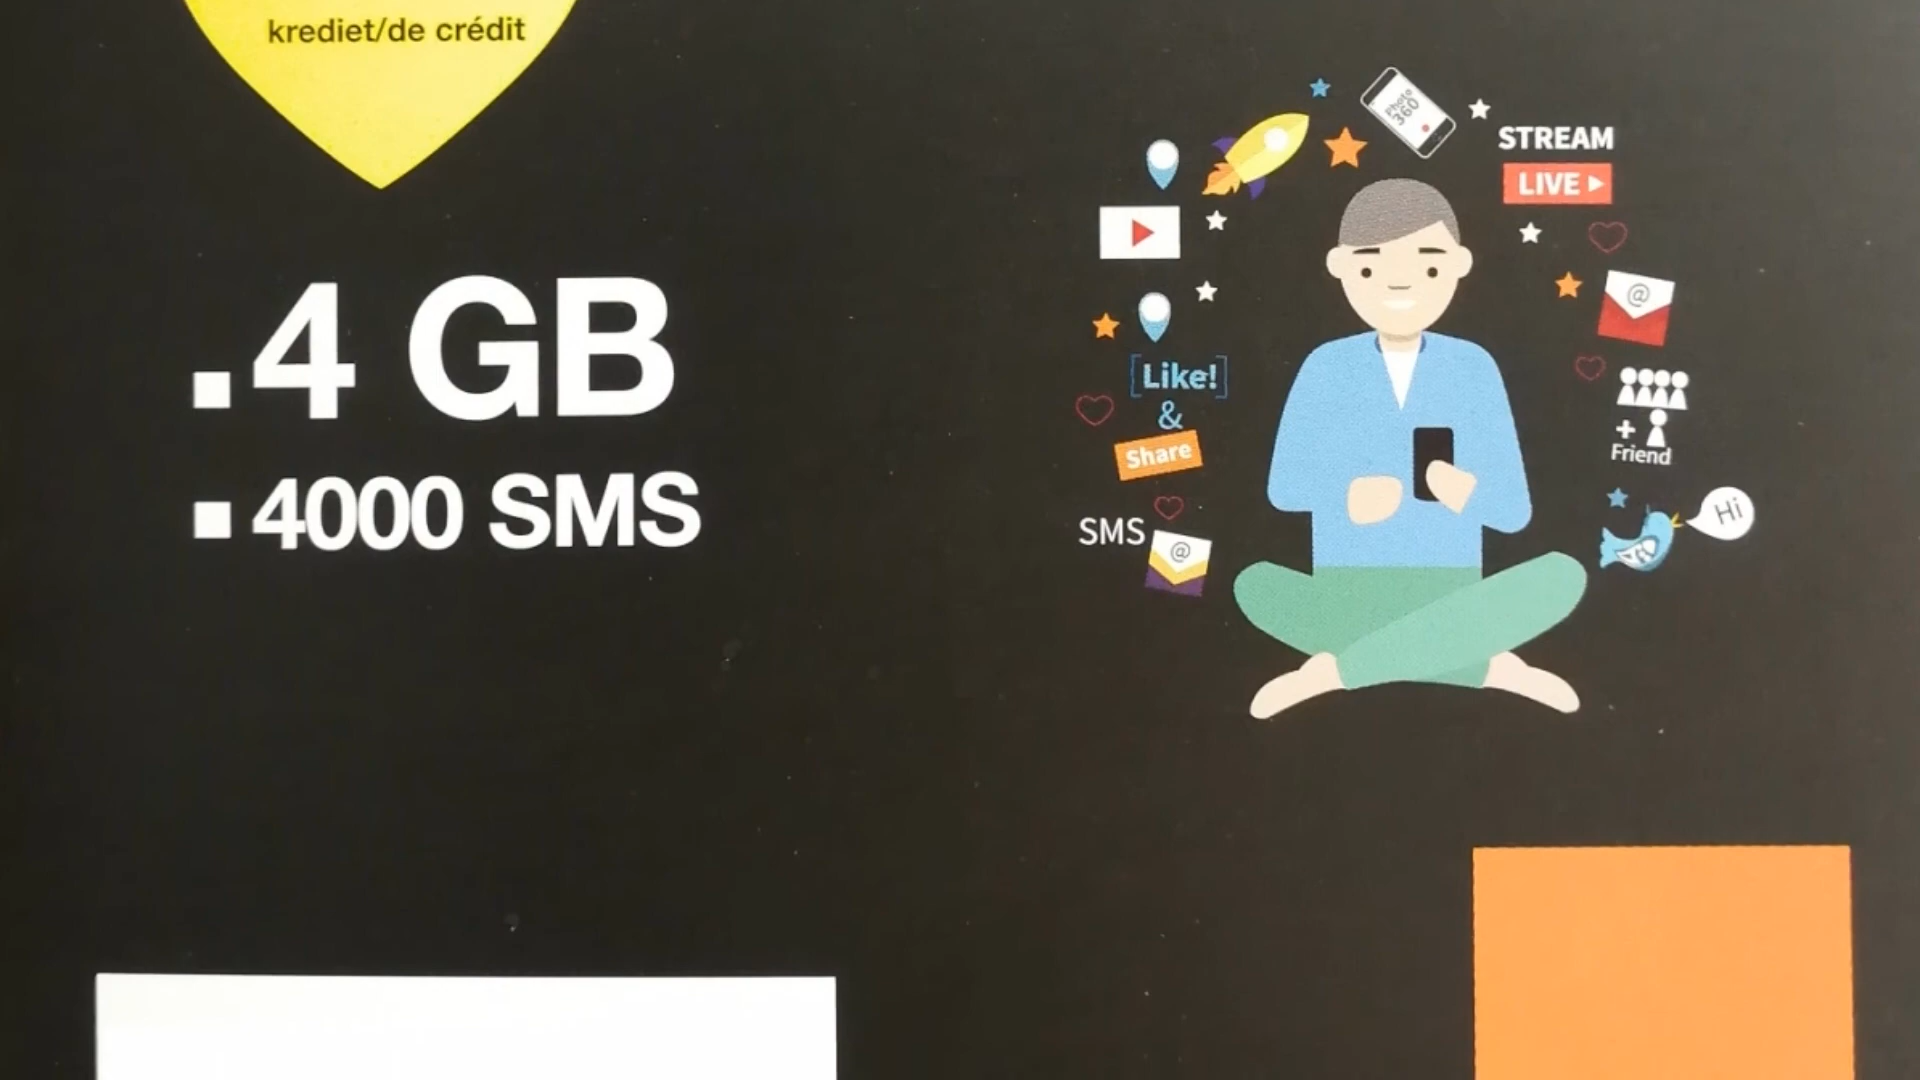 krediet/de crédit
.4 GB
▪ 4000 SMS
Photo
360
STREAM
LIVE
@
[Like!]
&
Share
+
Friend
SMS
@
Hi